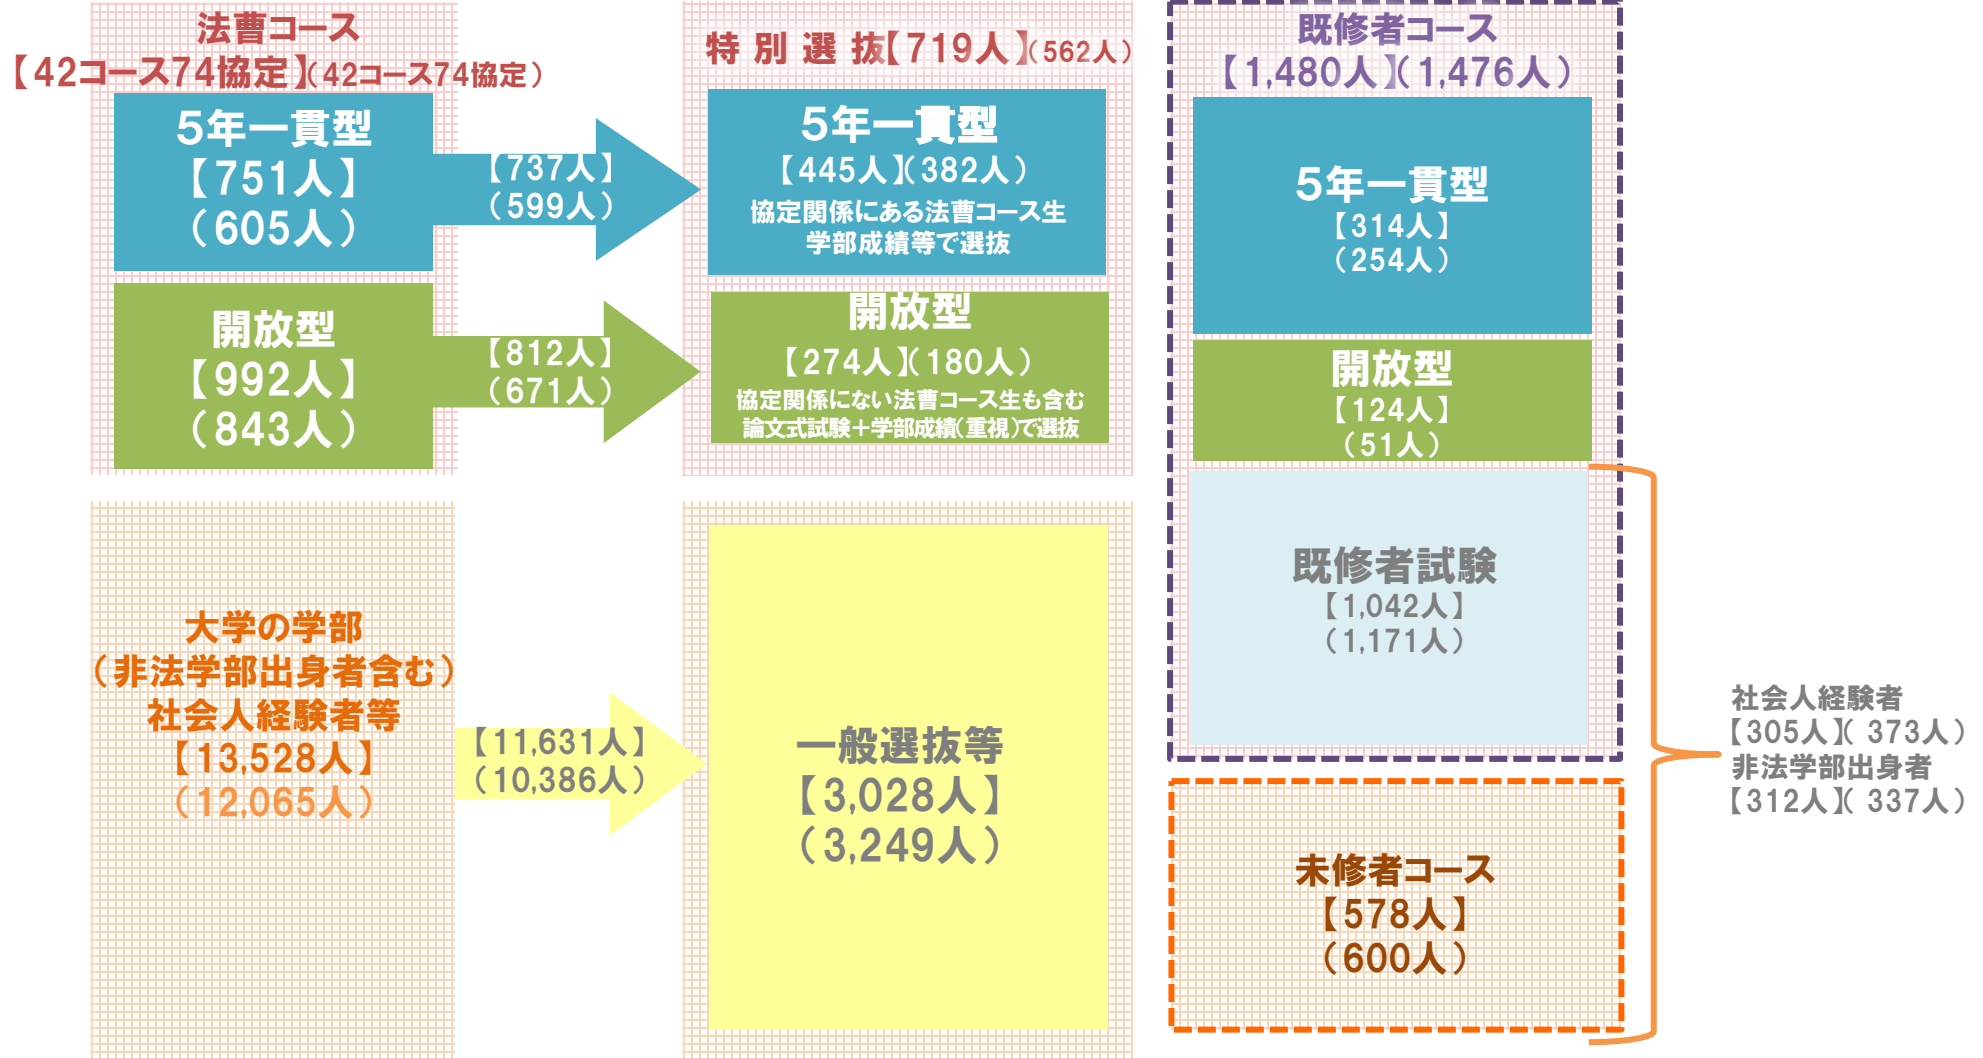 法曹コース
【42コース74協定】(42コース74協定)
5年一貫型
【751人】
(605人)
【737人】
(599人)
開放型
【992人】
(843人)
【812人】
(671人)
特別選抜【719人】(562人)
5年一貫型
【445人】(382人)
協定関係にある法曹コース生
学部成績等で選抜
開放型
【274人】(180人)
協定関係にない法曹コース生も含む
論文式試験+学部成績(重視)で選抜
既修者コース
【1,480人】(1,476人)
5年一貫型
【314人】
(254人)
開放型
【124人】
(51人)
既修者試験
【1,042人】
(1,171人)
大学の学部
(非法学部出身者含む)
社会人経験者等
【13,528人】
(12,065人)
【11,631人】
(10,386人)
一般選抜等
【3,028人】
(3,249人)
未修者コース
【578人】
(600人)
社会人経験者
【305人】( 373人)
非法学部出身者
【312人】( 337人)